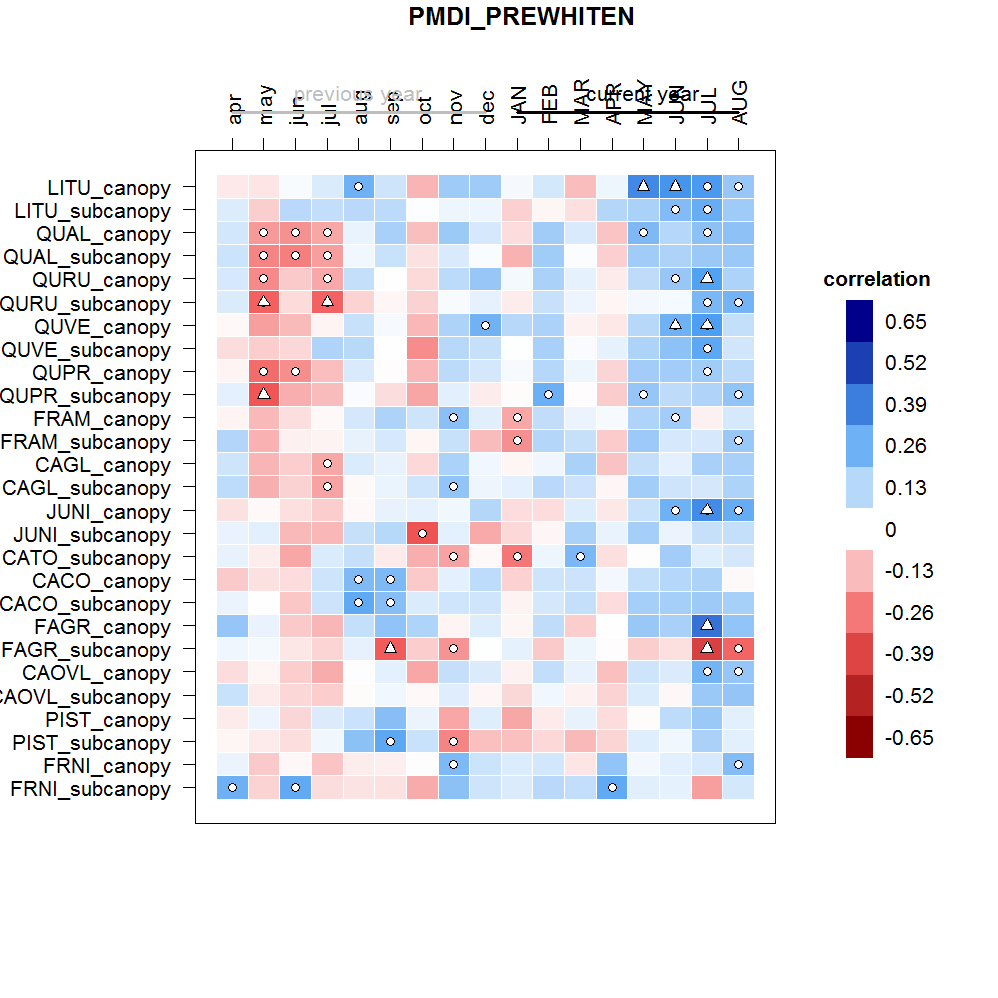 PMDI_PREWHITEN
previous year
current year
apr
may
jun
jul
aug
sep
oct
nov
dec
JAN
FEB
MAR
APR
MAY
JUN
JUL
AUG
LITU_canopy
LITU_subcanopy
QUAL_canopy
QUAL_subcanopy
QURU_canopy
QURU_subcanopy
QUVE_canopy
QUVE_subcanopy
QUPR_canopy
QUPR_subcanopy
FRAM_canopy
FRAM_subcanopy
CAGL_canopy
CAGL_subcanopy
JUNI_canopy
JUNI_subcanopy
CATO_subcanopy
CACO_canopy
CACO_subcanopy
FAGR_canopy
FAGR_subcanopy
CAOVL_canopy
CAOVL_subcanopy
PIST_canopy
PIST_subcanopy
FRNI_canopy
FRNI_subcanopy
correlation
0.65
0.52
0.39
0.26
0.13
0
-0.13
-0.26
-0.39
-0.52
-0.65